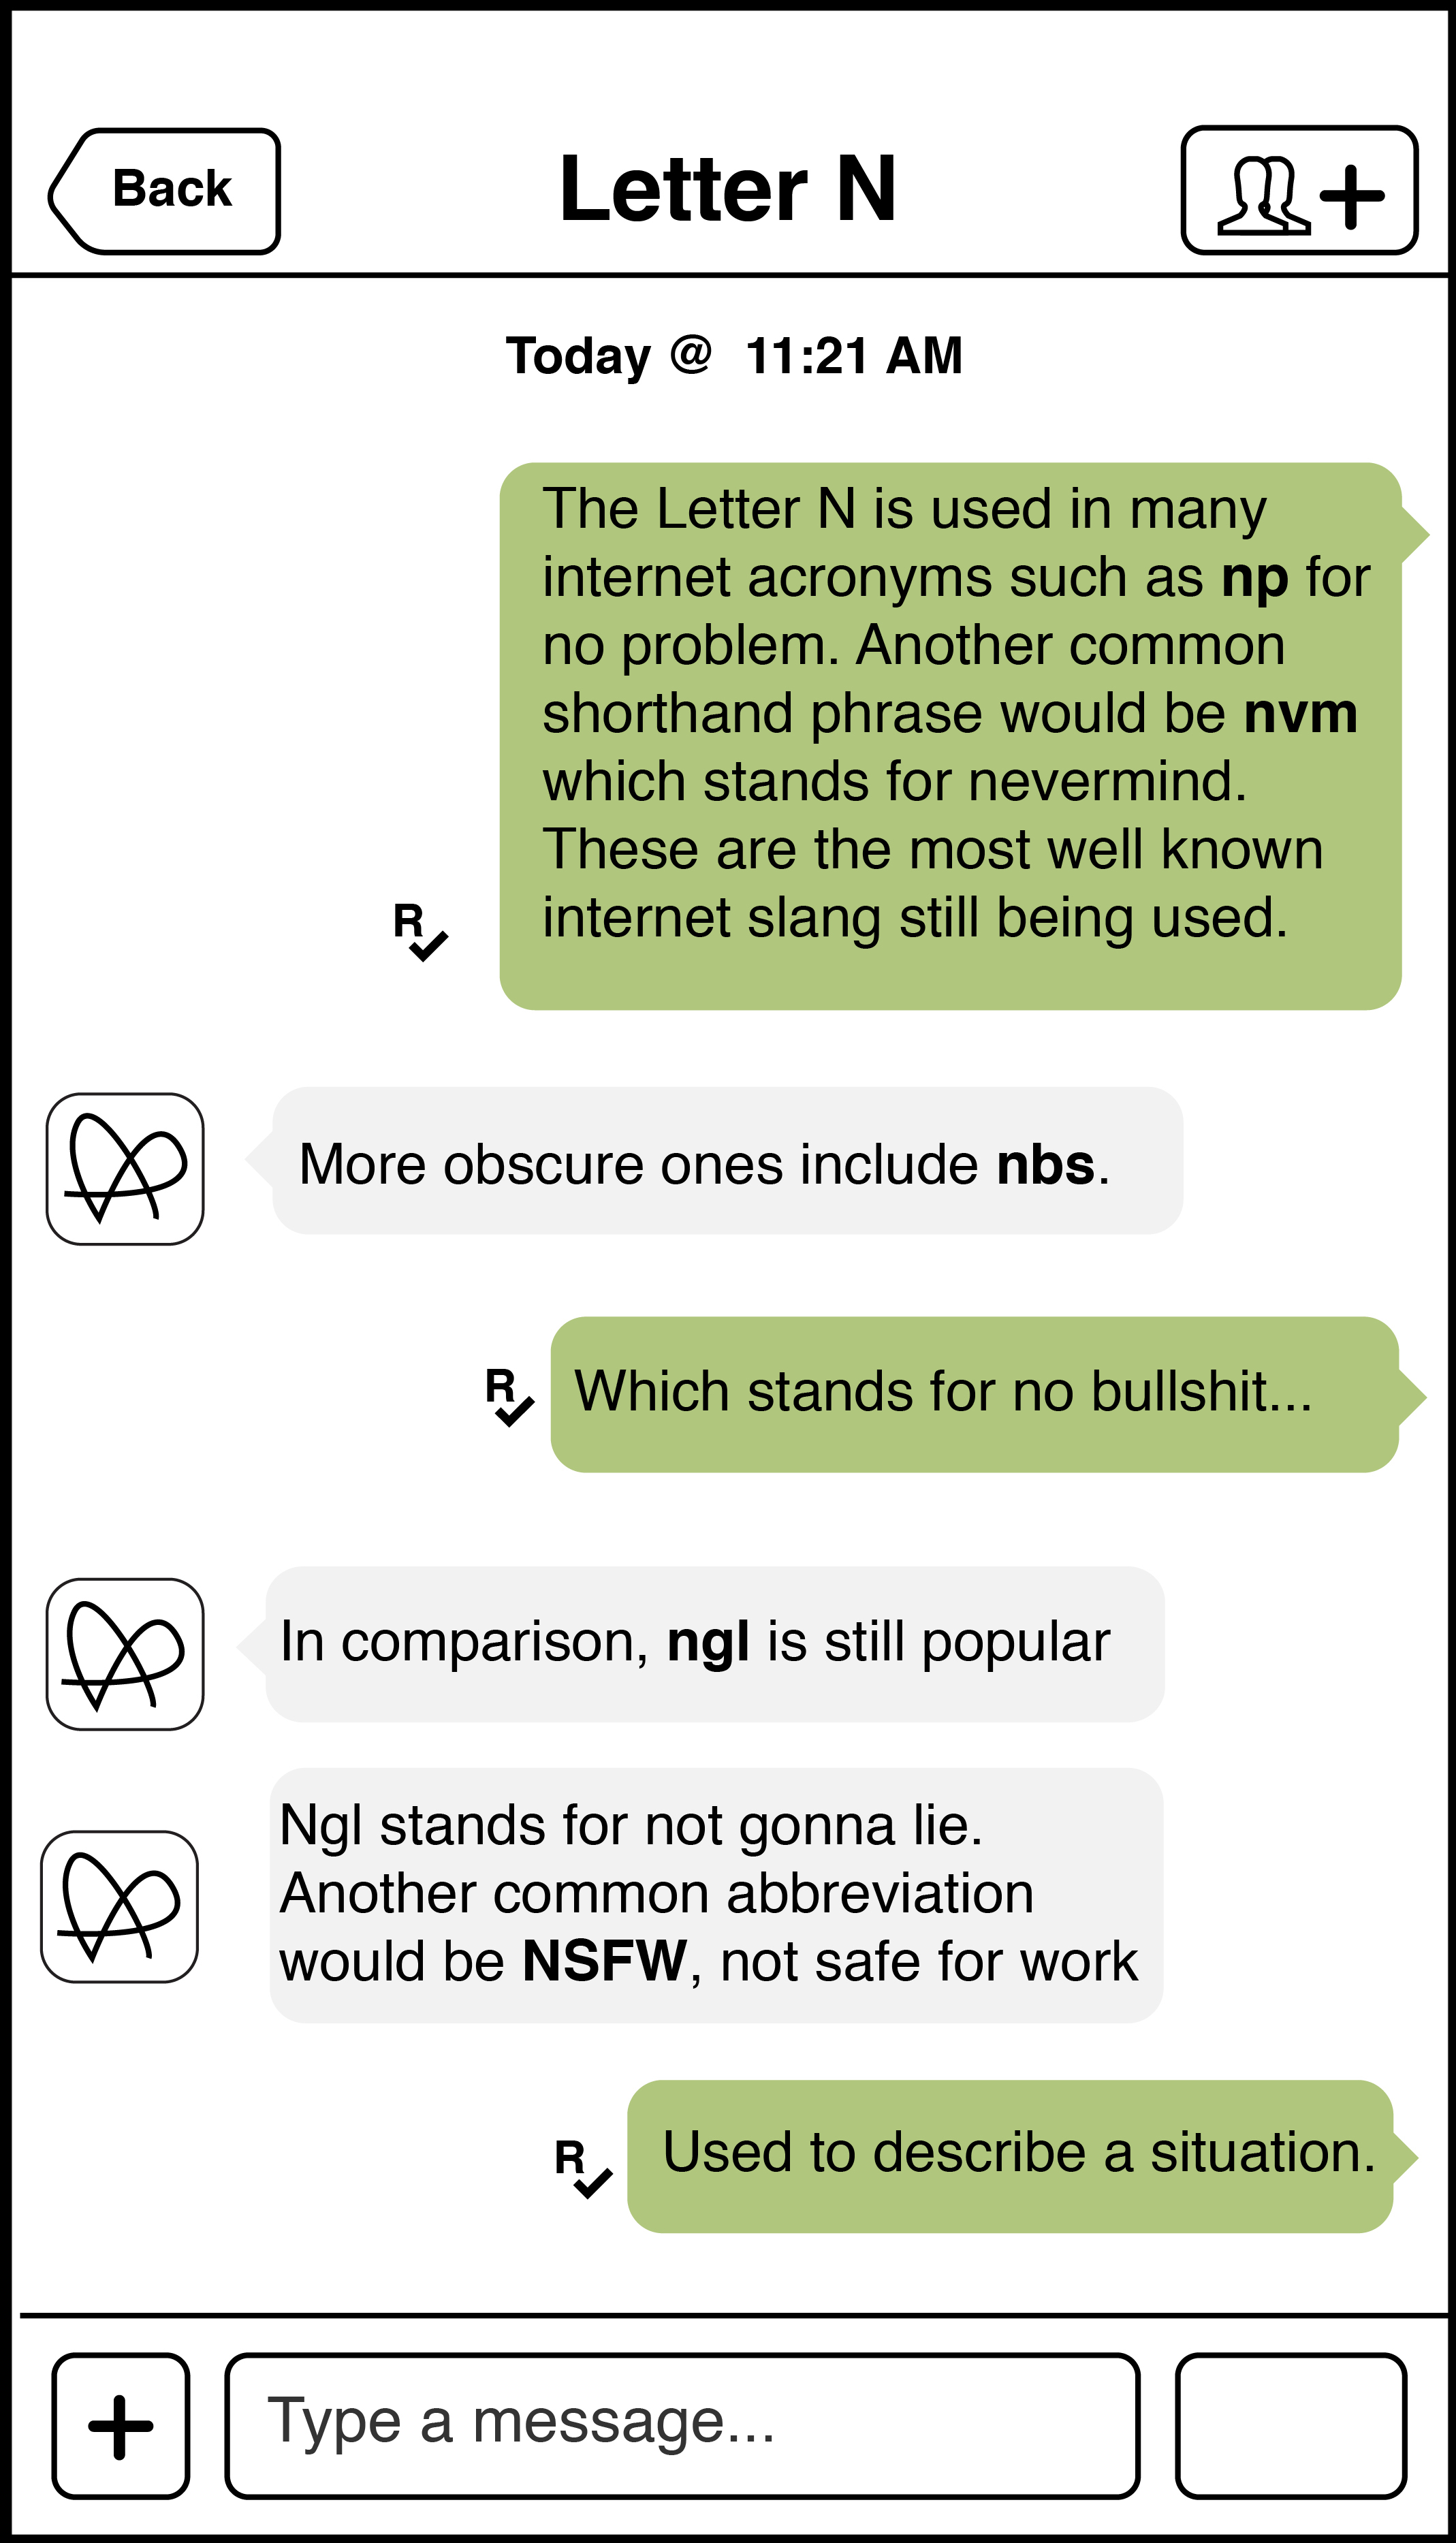 Back
Letter N
Today @ 11:21 AM
The Letter N is used in many
internet acronyms such as np for
no problem. Another common
shorthand phrase would be nvm
which stands for nevermind.
These are the most well known
internet slang still being used.
R
More obscure ones include nbs.
R
Which stands for no bullshit...
In comparison, ngl is still popular
Ngl stands for not gonna lie.
Another common abbreviation
would be NSFW, not safe for work
R
Used to describe a situation.
+
Type a message...